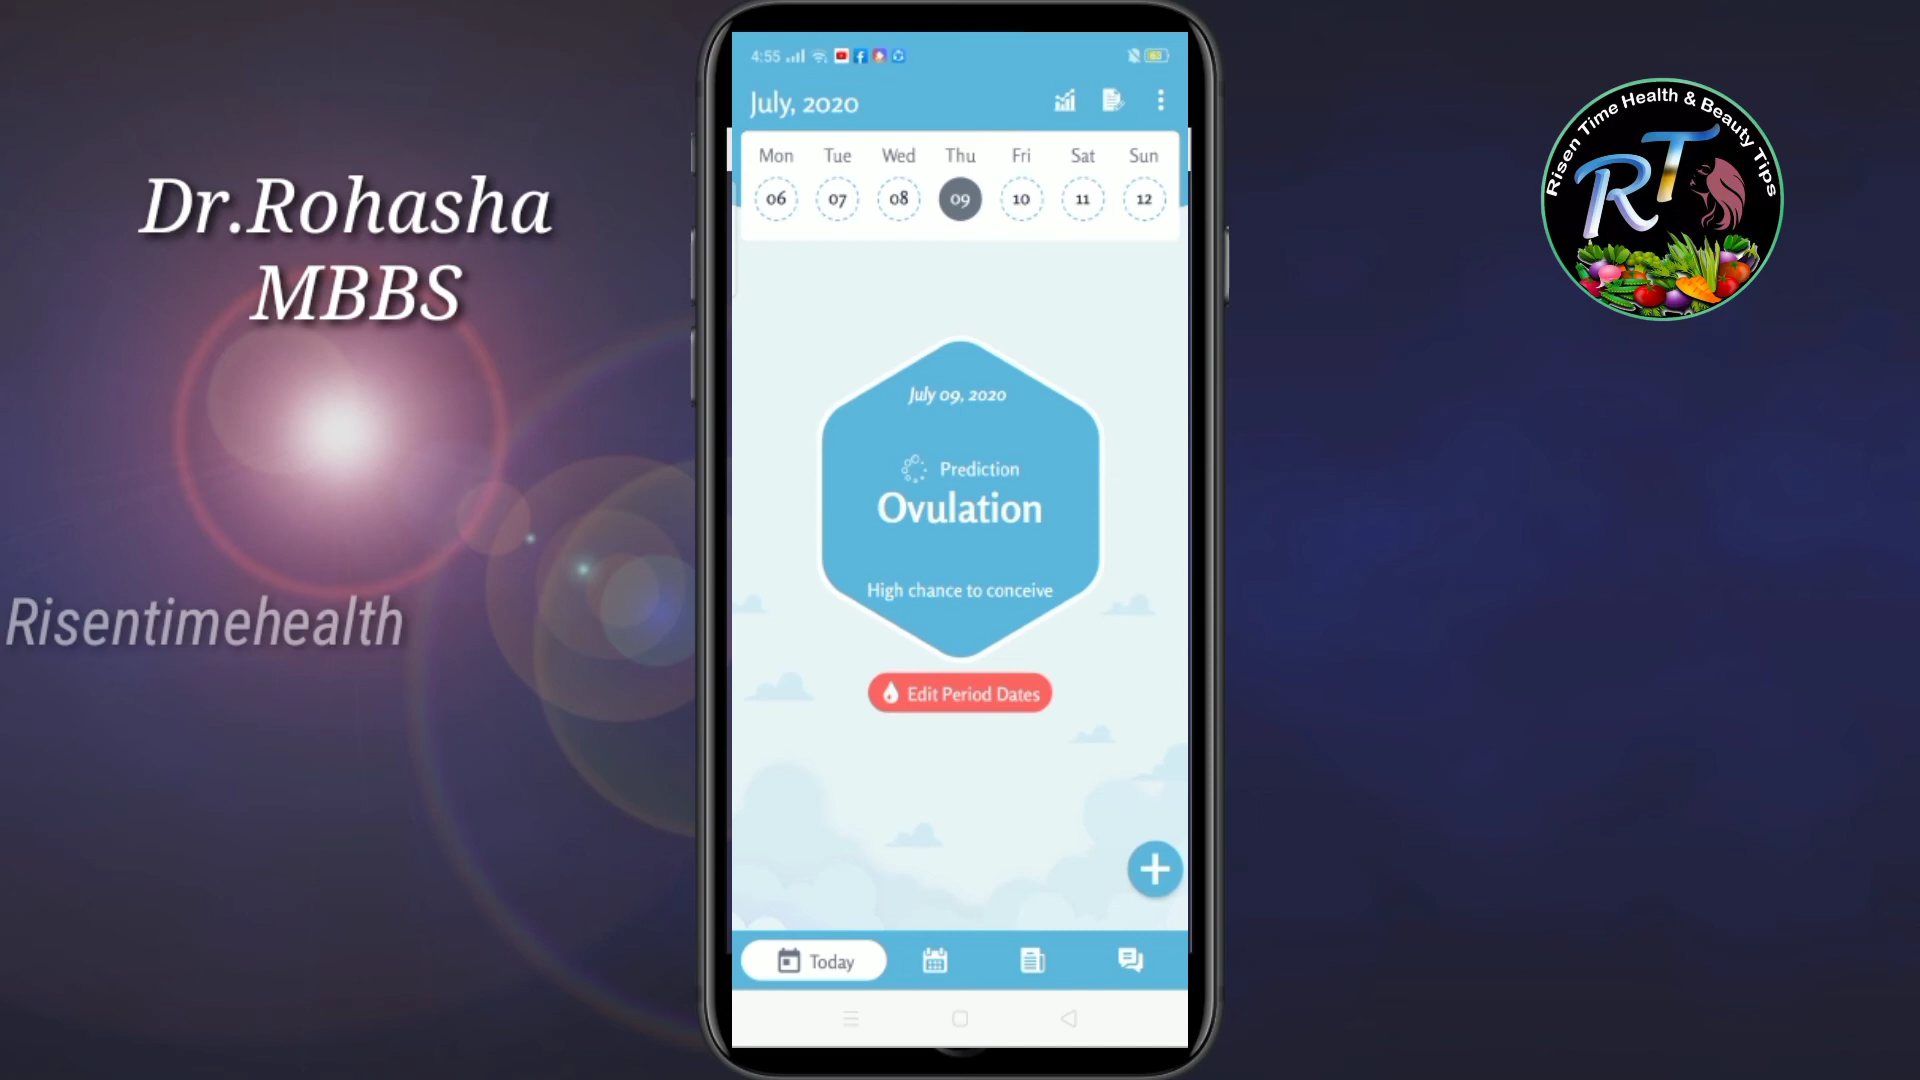 Dr.Rohasha
MBBS
Risentimehealth
4:55
63
July, 2020
Mon Tue Wed Thu Fri Sat Sun
06 07 08 09 10 11 12
July 09, 2020
Prediction
Ovulation
High chance to conceive
Edit Period Dates
Today
Risen Time Health & Beauty Tips
RT